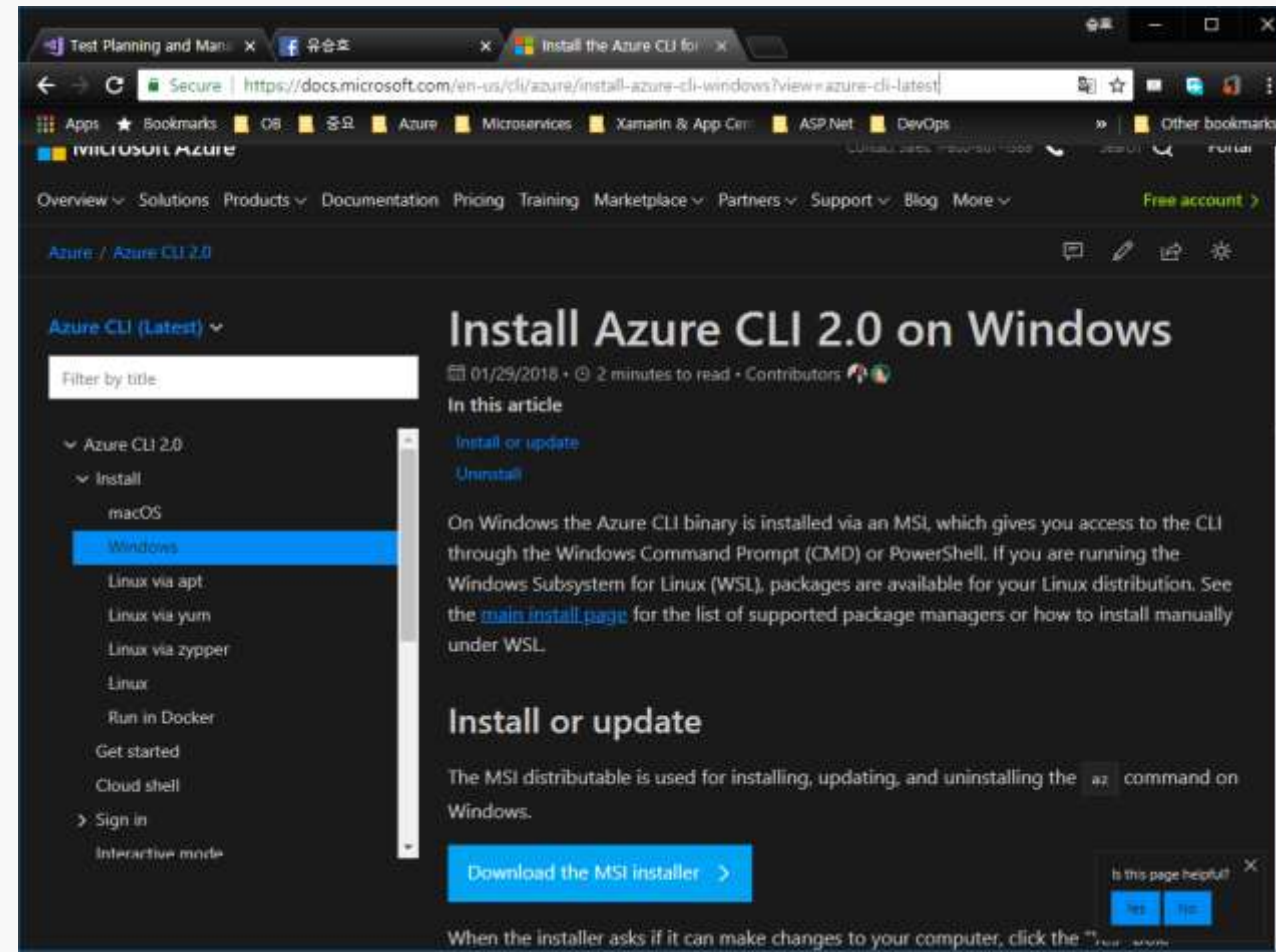 승호
Test Planning and Man
유승호
Install the Azure CLI for
Secure | https://docs.microsoft.com/en-us/cli/azure/install-azure-cli-windows?view=azure-cli-latest
Apps Bookmarks OB 중요 Azure Microservices Xamarin & App Cen ASP.Net DevOps » Other bookmarks
Microsoft Azure Contact Sales Search Portal
Overview Solutions Products Documentation Pricing Training Marketplace Partners Support Blog More Free account >
Azure / Azure CLI 2.0
Azure CLI (Latest)
Filter by title
Azure CLI 2.0
Install
macOS
Windows
Linux via apt
Linux via yum
Linux via zypper
Linux
Run in Docker
Get started
Cloud shell
Sign in
Interactive mode
Install Azure CLI 2.0 on Windows
01/29/2018 • 2 minutes to read • Contributors
In this article
Install or update
Uninstall
On Windows the Azure CLI binary is installed via an MSI, which gives you access to the CLI
through the Windows Command Prompt (CMD) or PowerShell. If you are running the
Windows Subsystem for Linux (WSL), packages are available for your Linux distribution. See
the main install page for the list of supported package managers or how to install manually
under WSL.
Install or update
The MSI distributable is used for installing, updating, and uninstalling the az command on
Windows.
Download the MSI installer
When the installer asks if it can make changes to your computer, click the
Is this page helpful?
Yes No